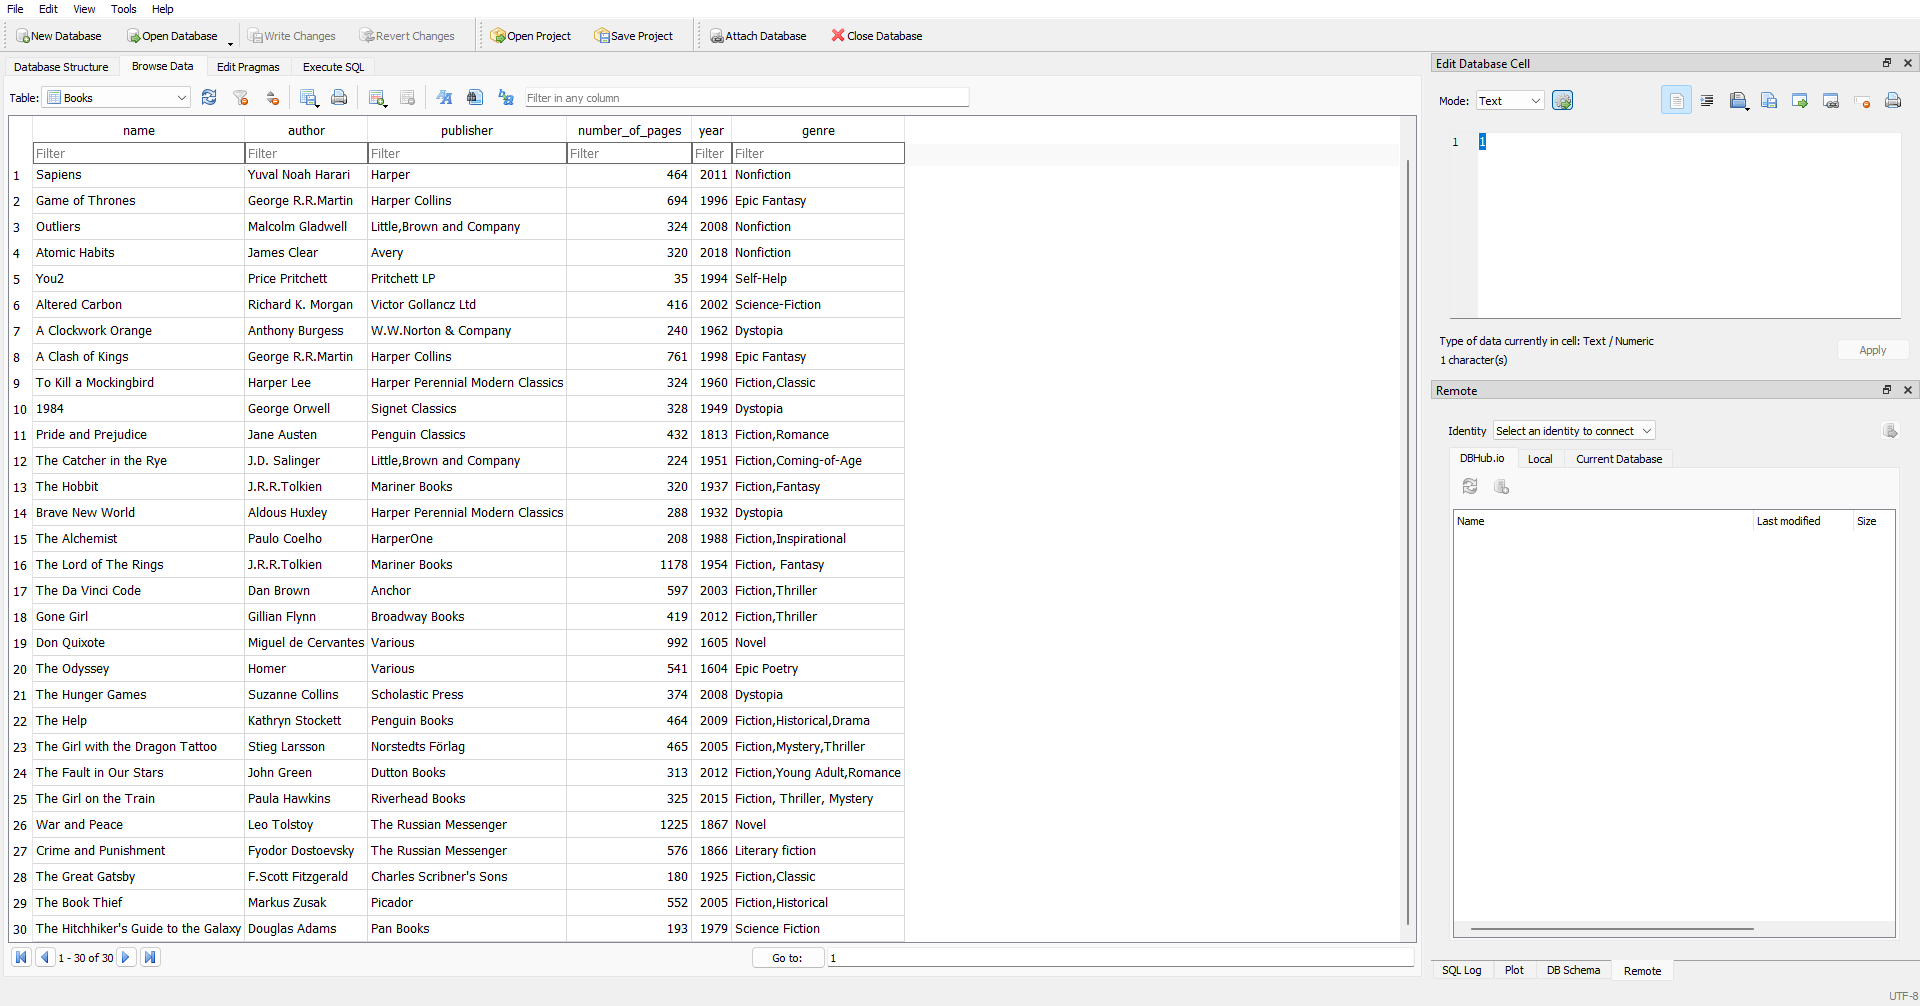 File Edit View Tools Help
New Database Open Database Write Changes Revert Changes Open Project Save Project Attach Database Close Database
Database Structure Browse Data Edit Pragmas Execute SQL
Table: Books Filter in any column
name author publisher number_of_pages year genre
Filter Filter Filter Filter Filter Filter
1 Sapiens Yuval Noah Harari Harper 464 2011 Nonfiction
2 Game of Thrones George R.R.Martin Harper Collins 694 1996 Epic Fantasy
3 Outliers Malcolm Gladwell Little,Brown and Company 324 2008 Nonfiction
4 Atomic Habits James Clear Avery 320 2018 Nonfiction
5 You2 Price Pritchett Pritchett LP 35 1994 Self-Help
6 Altered Carbon Richard K. Morgan Victor Gollancz Ltd 416 2002 Science-Fiction
7 A Clockwork Orange Anthony Burgess W.W.Norton & Company 240 1962 Dystopia
8 A Clash of Kings George R.R.Martin Harper Collins 761 1998 Epic Fantasy
9 To Kill a Mockingbird Harper Lee Harper Perennial Modern Classics 324 1960 Fiction,Classic
10 1984 George Orwell Signet Classics 328 1949 Dystopia
11 Pride and Prejudice Jane Austen Penguin Classics 432 1813 Fiction,Romance
12 The Catcher in the Rye J.D. Salinger Little,Brown and Company 224 1951 Fiction,Coming-of-Age
13 The Hobbit J.R.R.Tolkien Mariner Books 320 1937 Fiction,Fantasy
14 Brave New World Aldous Huxley Harper Perennial Modern Classics 288 1932 Dystopia
15 The Alchemist Paulo Coelho HarperOne 208 1988 Fiction,Inspirational
16 The Lord of The Rings J.R.R.Tolkien Mariner Books 1178 1954 Fiction, Fantasy
17 The Da Vinci Code Dan Brown Anchor 597 2003 Fiction,Thriller
18 Gone Girl Gillian Flynn Broadway Books 419 2012 Fiction,Thriller
19 Don Quixote Miguel de Cervantes Various 992 1605 Novel
20 The Odyssey Homer Various 541 1604 Epic Poetry
21 The Hunger Games Suzanne Collins Scholastic Press 374 2008 Dystopia
22 The Help Kathryn Stockett Penguin Books 464 2009 Fiction,Historical,Drama
23 The Girl with the Dragon Tattoo Stieg Larsson Norstedts Förlag 465 2005 Fiction,Mystery,Thriller
24 The Fault in Our Stars John Green Dutton Books 313 2012 Fiction,Young Adult,Romance
25 The Girl on the Train Paula Hawkins Riverhead Books 325 2015 Fiction, Thriller, Mystery
26 War and Peace Leo Tolstoy The Russian Messenger 1225 1867 Novel
27 Crime and Punishment Fyodor Dostoevsky The Russian Messenger 576 1866 Literary fiction
28 The Great Gatsby F.Scott Fitzgerald Charles Scribner's Sons 180 1925 Fiction,Classic
29 The Book Thief Markus Zusak Picador 552 2005 Fiction,Historical
30 The Hitchhiker's Guide to the Galaxy Douglas Adams Pan Books 193 1979 Science Fiction
1 - 30 of 30 Go to: 1
Edit Database Cell
Mode: Text
1 1
Type of data currently in cell: Text / Numeric
1 character(s)
Apply
Remote
Identity Select an identity to connect
DBHub.io Local Current Database
Name Last modified Size
SQL Log Plot DB Schema Remote
UTF-8